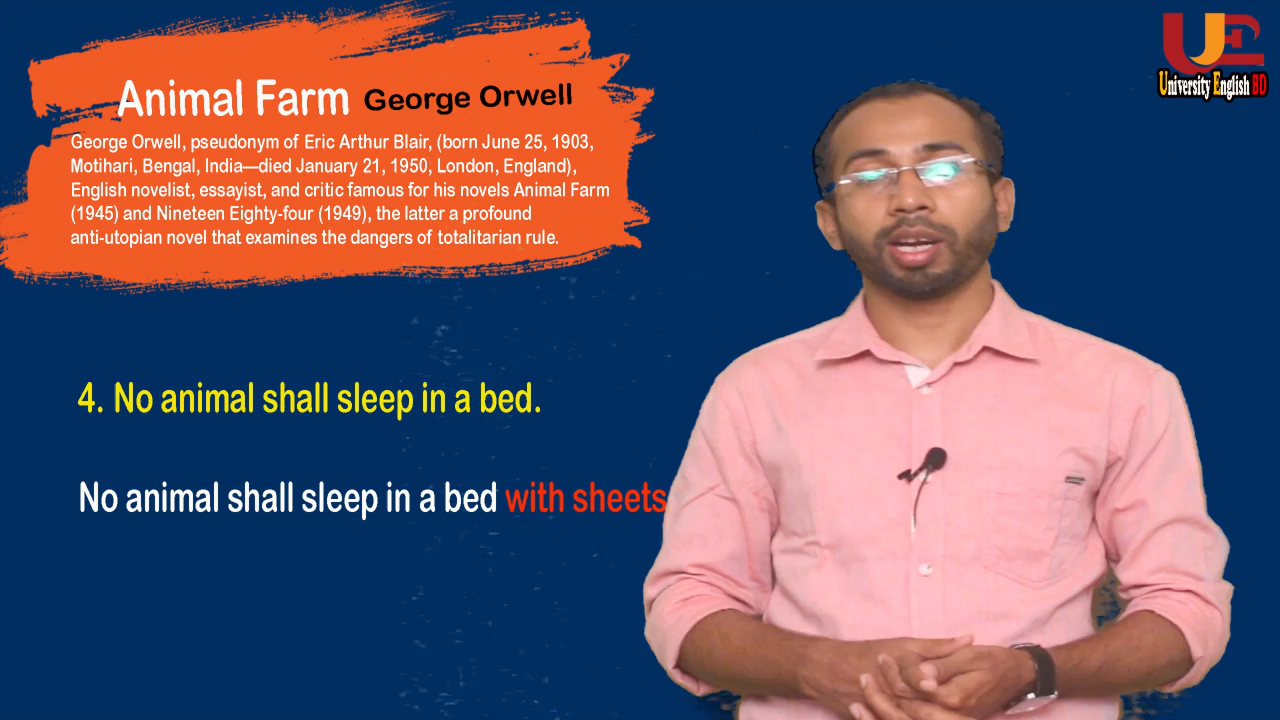 Animal Farm George Orwell
George Orwell, pseudonym of Eric Arthur Blair, (born June 25, 1903,
Motihari, Bengal, India—died January 21, 1950, London, England),
English novelist, essayist, and critic famous for his novels Animal Farm
(1945) and Nineteen Eighty-four (1949), the latter a profound
anti-utopian novel that examines the dangers of totalitarian rule.
4. No animal shall sleep in a bed.
No animal shall sleep in a bed with sheets
UE
University English BD